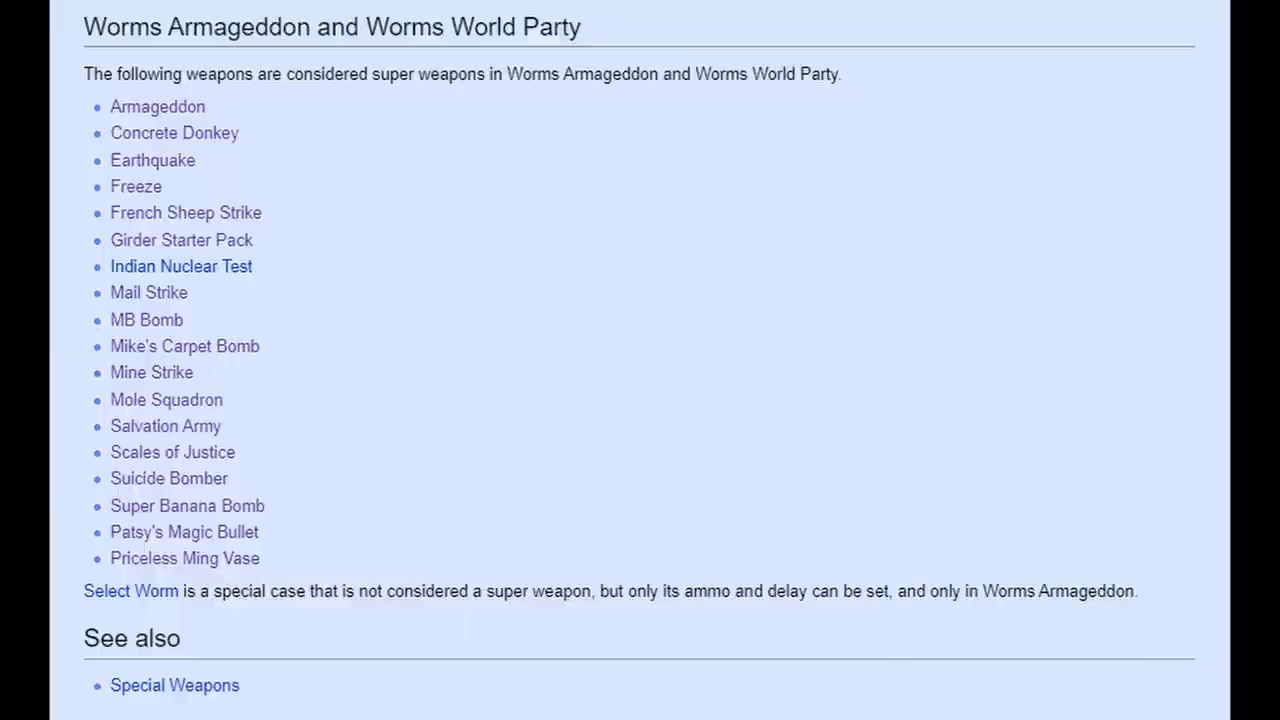 Worms Armageddon and Worms World Party
The following weapons are considered super weapons in Worms Armageddon and Worms World Party.
Armageddon
Concrete Donkey
Earthquake
Freeze
French Sheep Strike
Girder Starter Pack
Indian Nuclear Test
Mail Strike
MB Bomb
Mike's Carpet Bomb
Mine Strike
Mole Squadron
Salvation Army
Scales of Justice
Suicide Bomber
Super Banana Bomb
Patsy's Magic Bullet
Priceless Ming Vase
Select Worm is a special case that is not considered a super weapon, but only its ammo and delay can be set, and only in Worms Armageddon.
See also
Special Weapons